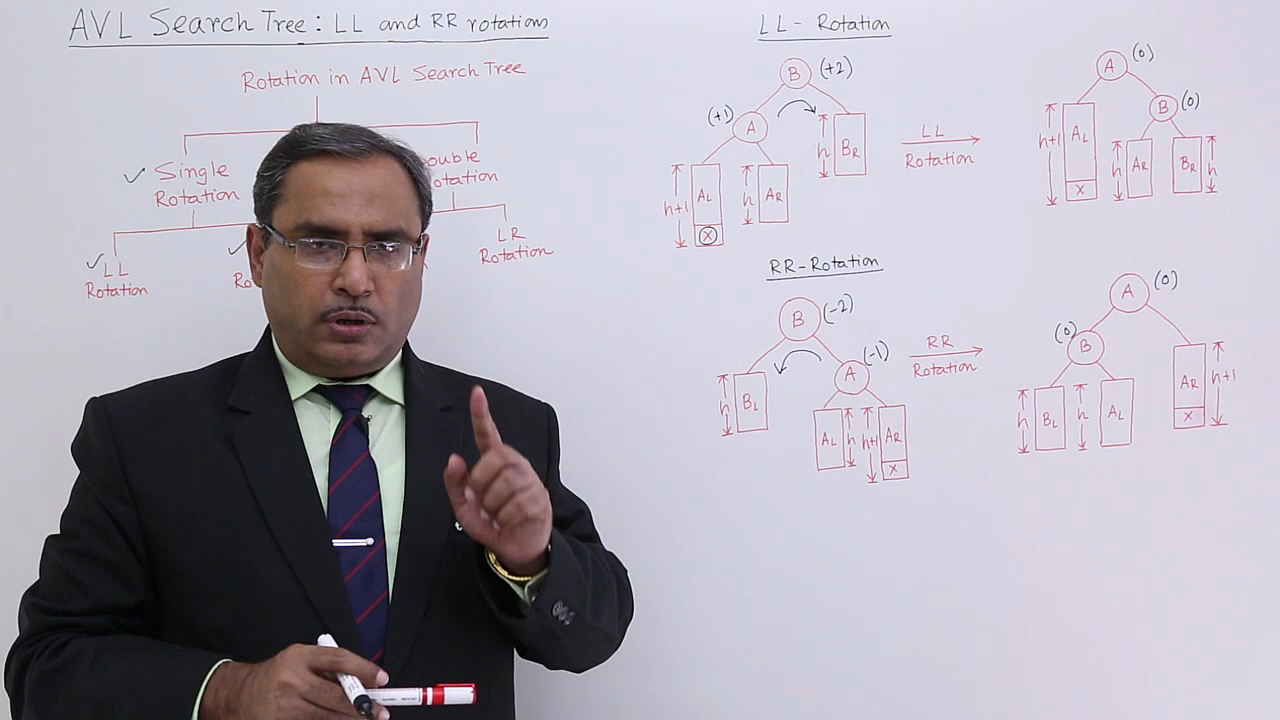 AVL Search Tree : LL and RR rotations
Rotation in AVL Search Tree
✓ Single
Rotation
✓ LL
Rotation
✓
Ro
ouble
otation
LR
Rotation
LL - Rotation
B (+2)
(+1) A
h+1 AL h AR h BR
X
LL
Rotation
A (0)
B (0)
h+1 AL h AR BR h
X
RR-Rotation
B (-2)
A (-1)
h BL
AL h h+1 AR
X
RR
Rotation
A (0)
(0) B
h BL h AL AR h+1
X